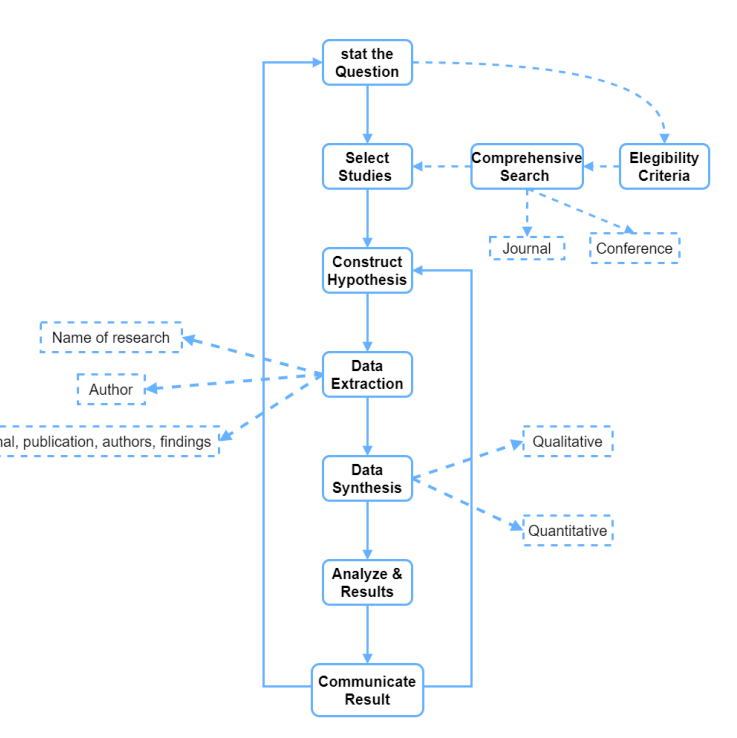 stat the
Question
Select
Studies
Comprehensive
Search
Elegibility
Criteria
Journal
Conference
Construct
Hypothesis
Name of research
Data
Extraction
Author
publication, authors, findings
Data
Synthesis
Qualitative
Quantitative
Analyze &
Results
Communicate
Result